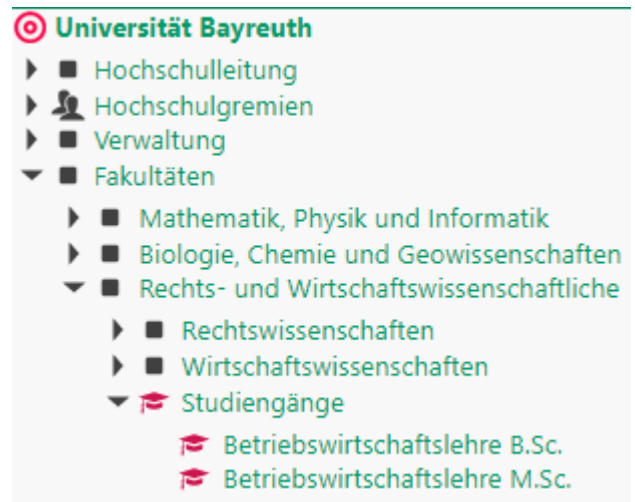 Universität Bayreuth
Hochschulleitung
Hochschulgremien
Verwaltung
Fakultäten
Mathematik, Physik und Informatik
Biologie, Chemie und Geowissenschaften
Rechts- und Wirtschaftswissenschaftliche
Rechtswissenschaften
Wirtschaftswissenschaften
Studiengänge
Betriebswirtschaftslehre B.Sc.
Betriebswirtschaftslehre M.Sc.